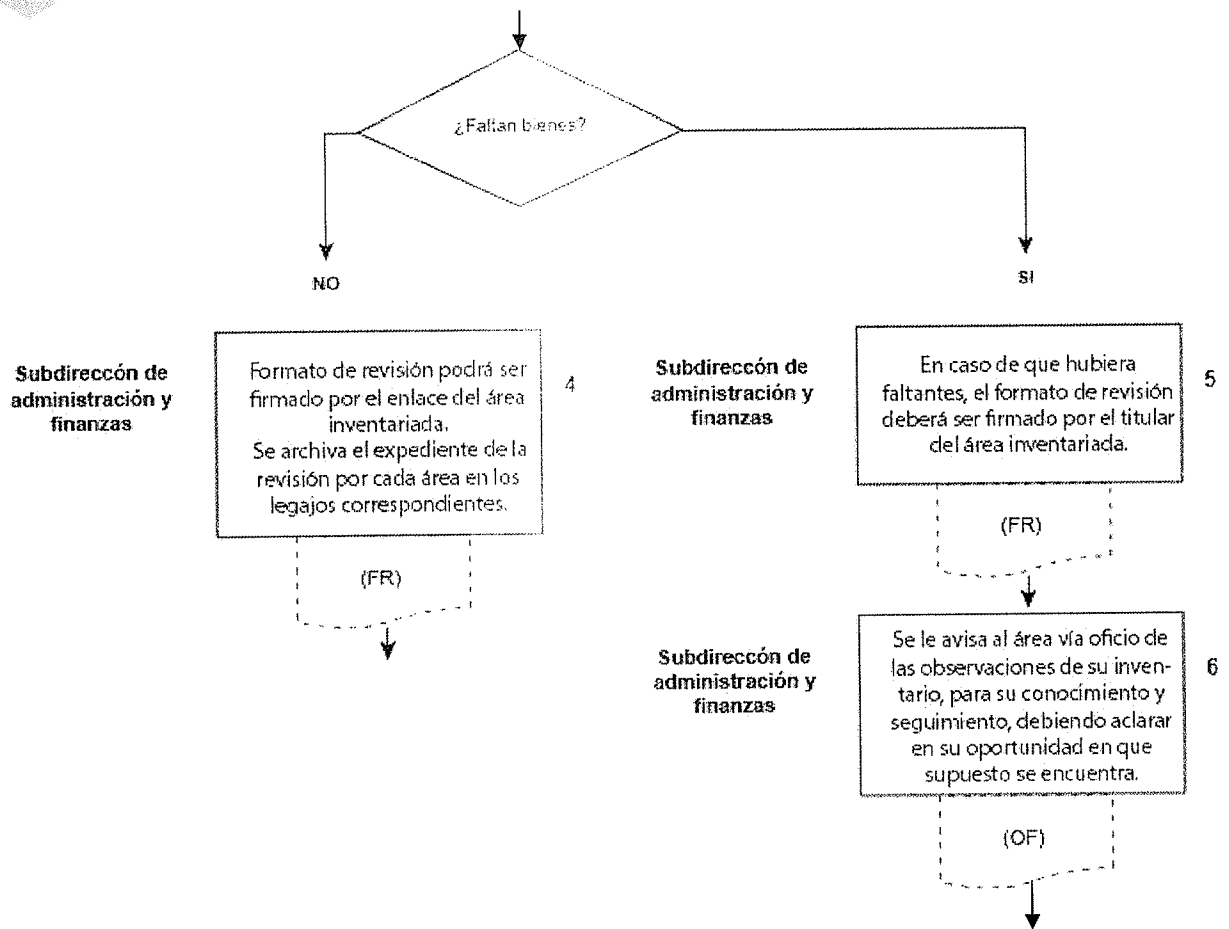 ¿Faltan bienes?
NO
Subdireccón de
administración y
finanzas
Formato de revisión podrá ser
firmado por el enlace del área
inventariada.
Se archiva el expediente de la
revisión por cada área en los
legajos correspondientes.
4
(FR)
SI
Subdireccón de
administración y
finanzas
En caso de que hubiera
faltantes, el formato de revisión
deberá ser firmado por el titular
del área inventariada.
5
(FR)
Subdireccón de
administración y
finanzas
Se le avisa al área vía oficio de
las observaciones de su inven-
tario, para su conocimiento y
seguimiento, debiendo aclarar
en su oportunidad en que
supuesto se encuentra.
6
(OF)